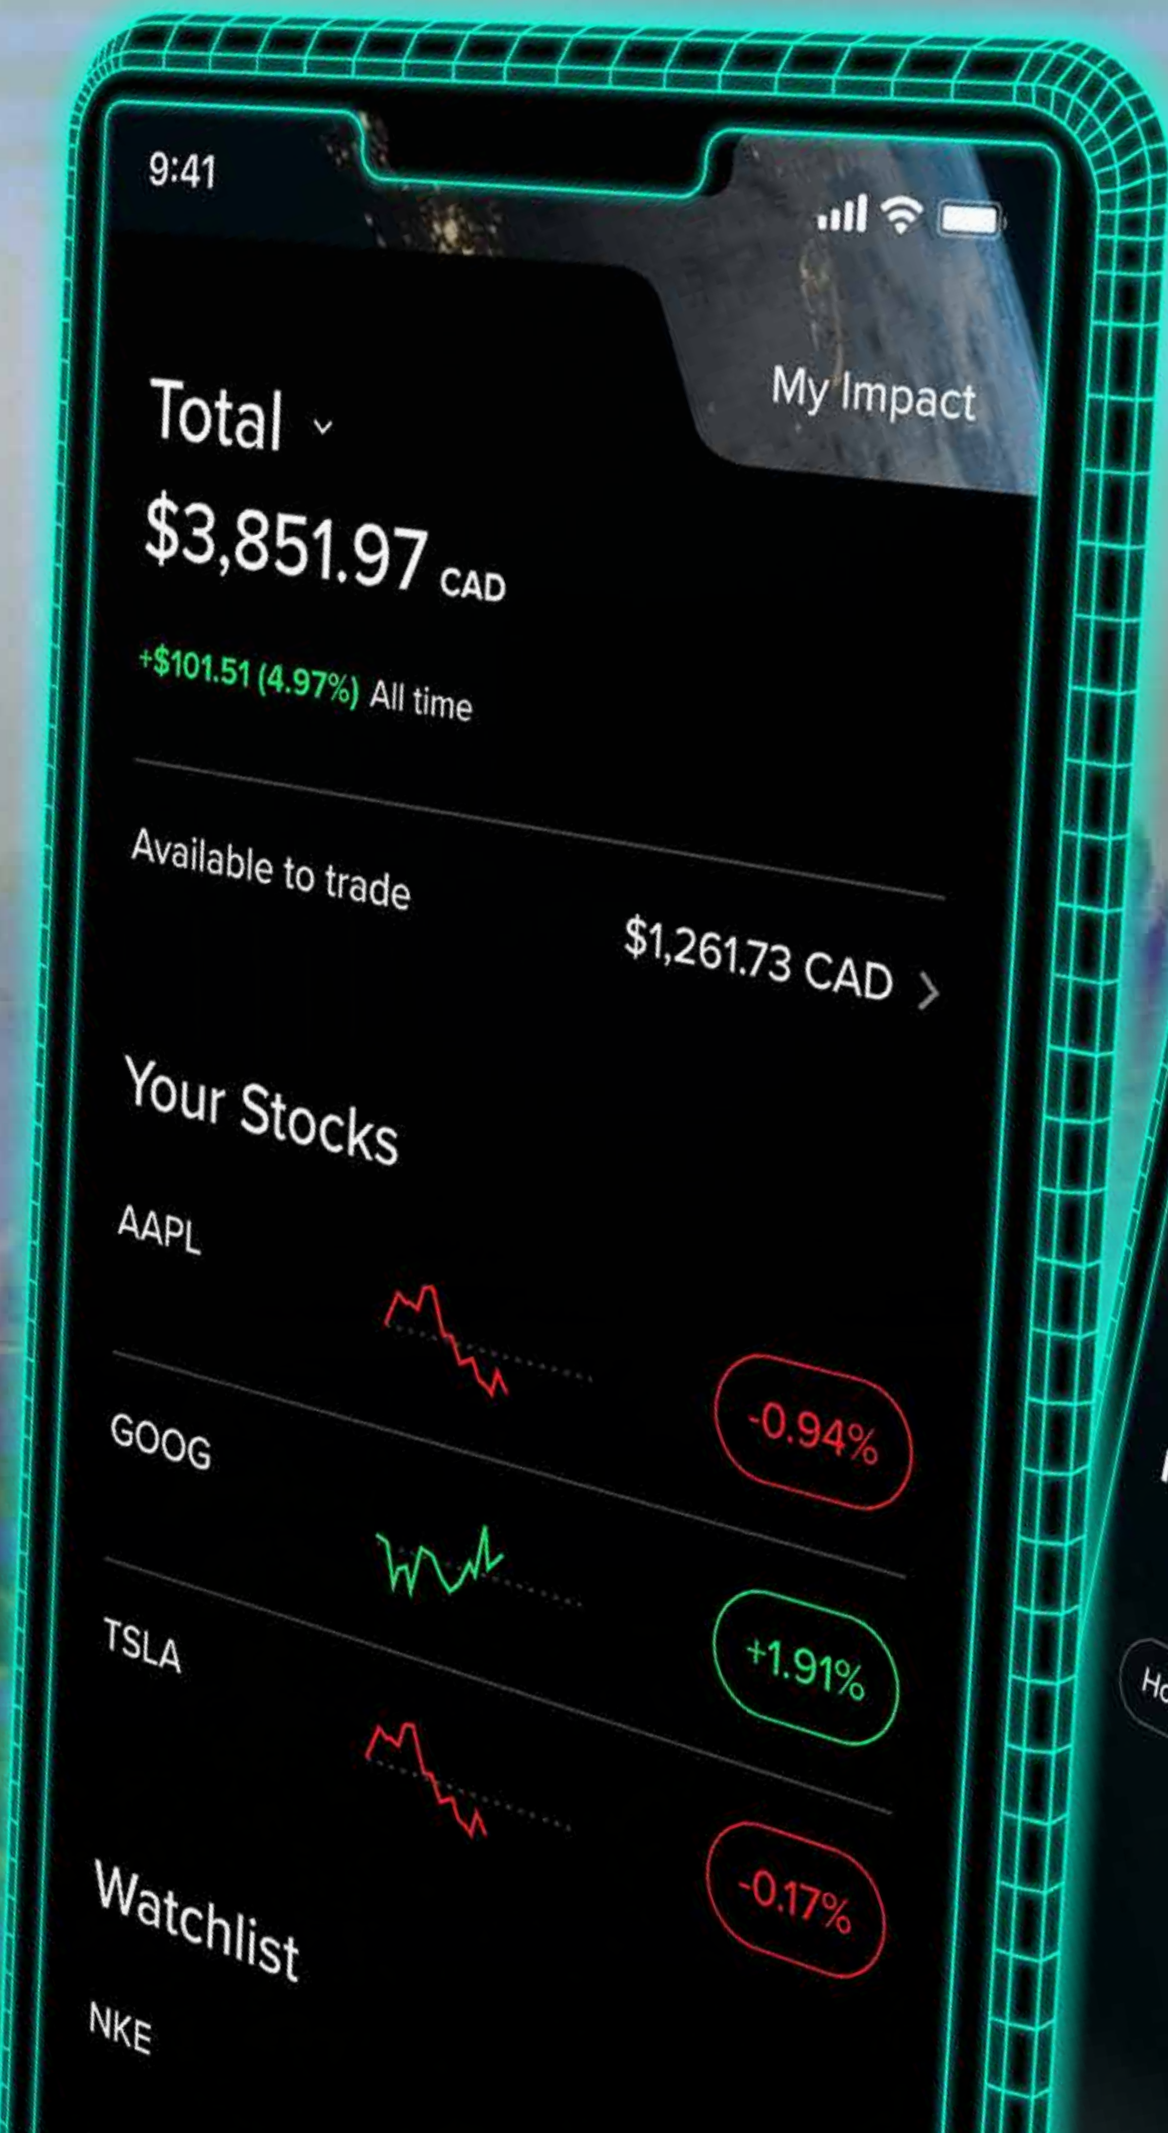 9:41
My Impact
Total
$3,851.97 CAD
+$101.51 (4.97%) All time
Available to trade
$1,261.73 CAD
Your Stocks
AAPL
-0.94%
GOOG
+1.91%
TSLA
-0.17%
Watchlist
NKE